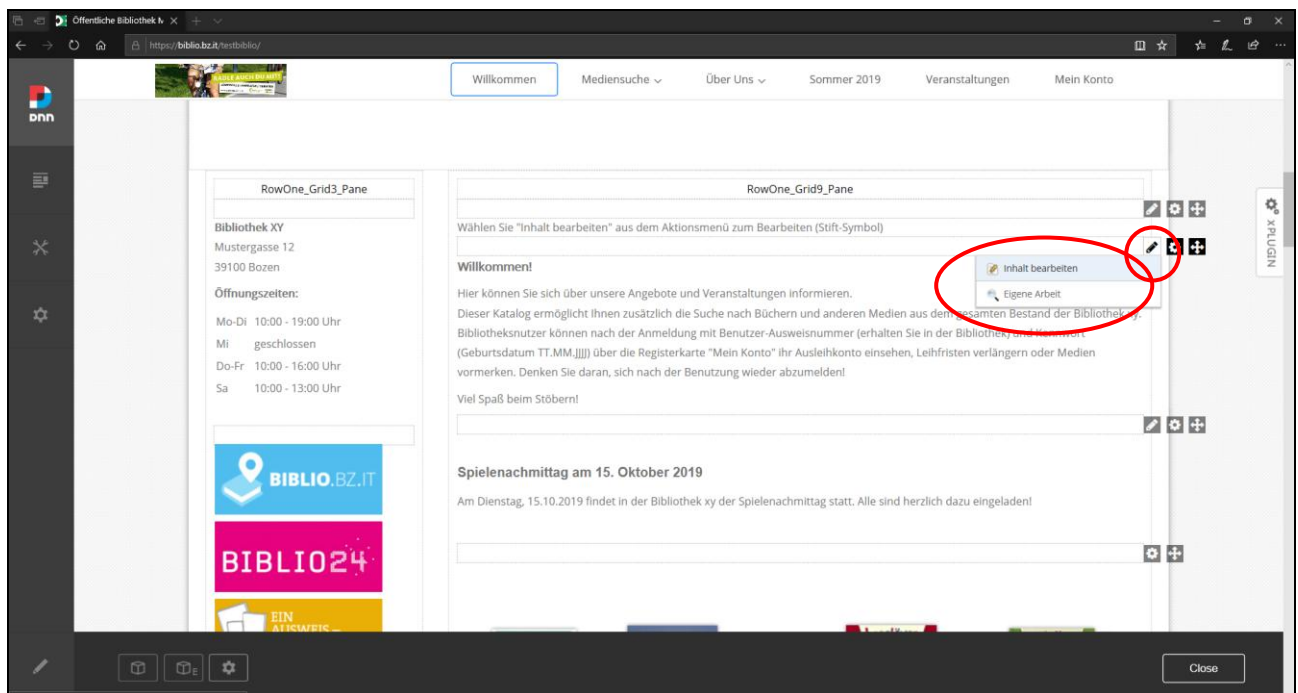 Öffentliche Bibliothek
https://biblio.bz.it/testbiblio/
RADLE AUCH DU MIT!
Willkommen
Mediensuche
Über Uns
Sommer 2019
Veranstaltungen
Mein Konto
DNN
RowOne_Grid3_Pane
RowOne_Grid9_Pane
Bibliothek XY
Mustergasse 12
39100 Bozen
Öffnungszeiten:
Mo-Di 10:00 - 19:00 Uhr
Mi geschlossen
Do-Fr 10:00 - 16:00 Uhr
Sa 10:00 - 13:00 Uhr
BIBLIO.BZ.IT
BIBLIO24
EIN
AUSWEIS –
Wählen Sie "Inhalt bearbeiten" aus dem Aktionsmenü zum Bearbeiten (Stift-Symbol)
Inhalt bearbeiten
Eigene Arbeit
Willkommen!
Hier können Sie sich über unsere Angebote und Veranstaltungen informieren.
Dieser Katalog ermöglicht Ihnen zusätzlich die Suche nach Büchern und anderen Medien aus dem gesamten Bestand der Bibliothek xy.
Bibliotheksnutzer können nach der Anmeldung mit Benutzer-Ausweisnummer (erhalten Sie in der Bibliothek) und Kennwort
(Geburtsdatum TT.MM.JJJJ) über die Registerkarte "Mein Konto" ihr Ausleihkonto einsehen, Leihfristen verlängern oder Medien
vormerken. Denken Sie daran, sich nach der Benutzung wieder abzumelden!
Viel Spaß beim Stöbern!
Spielenachmittag am 15. Oktober 2019
Am Dienstag, 15.10.2019 findet in der Bibliothek xy der Spielenachmittag statt. Alle sind herzlich dazu eingeladen!
XPLUGIN
E
Close